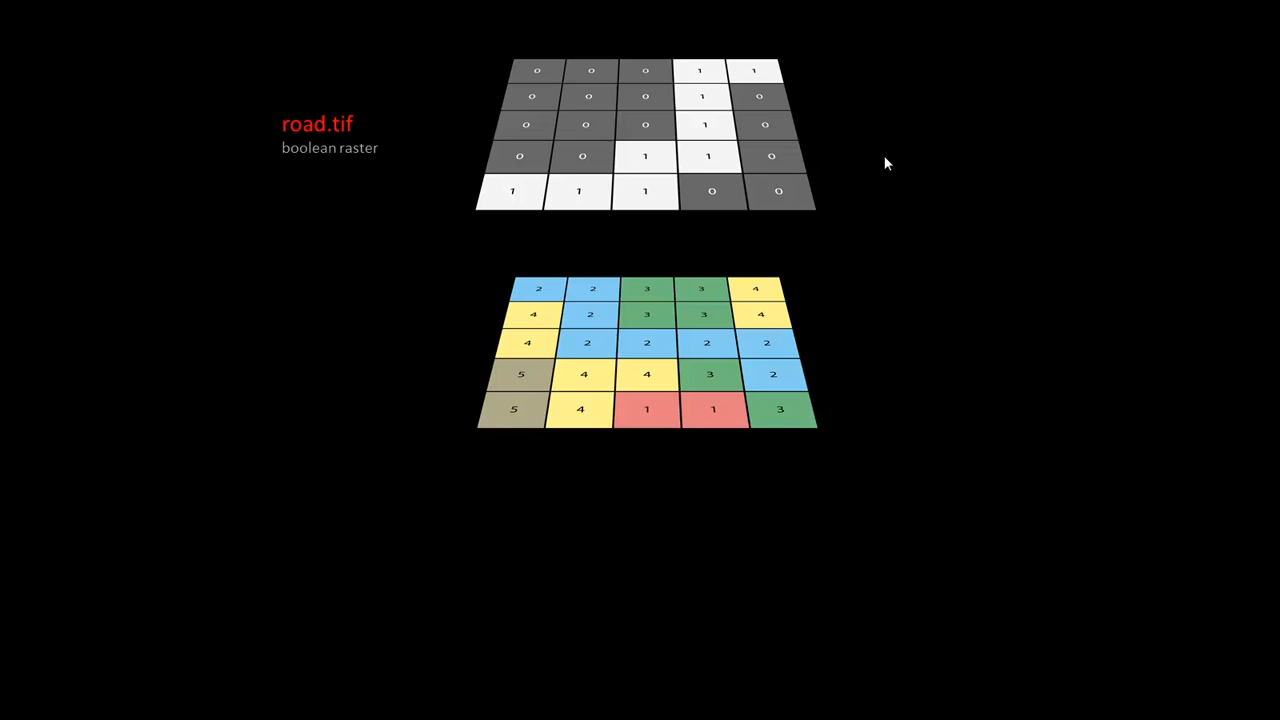 0 0 0 1 1
0 0 0 1 0
road.tif
0 0 0 1 0
boolean raster
0 0 1 1 0
1 1 1 0 0
2 2 3 3 4
4 2 3 3 4
4 2 2 2 2
5 4 4 3 2
5 4 1 1 3